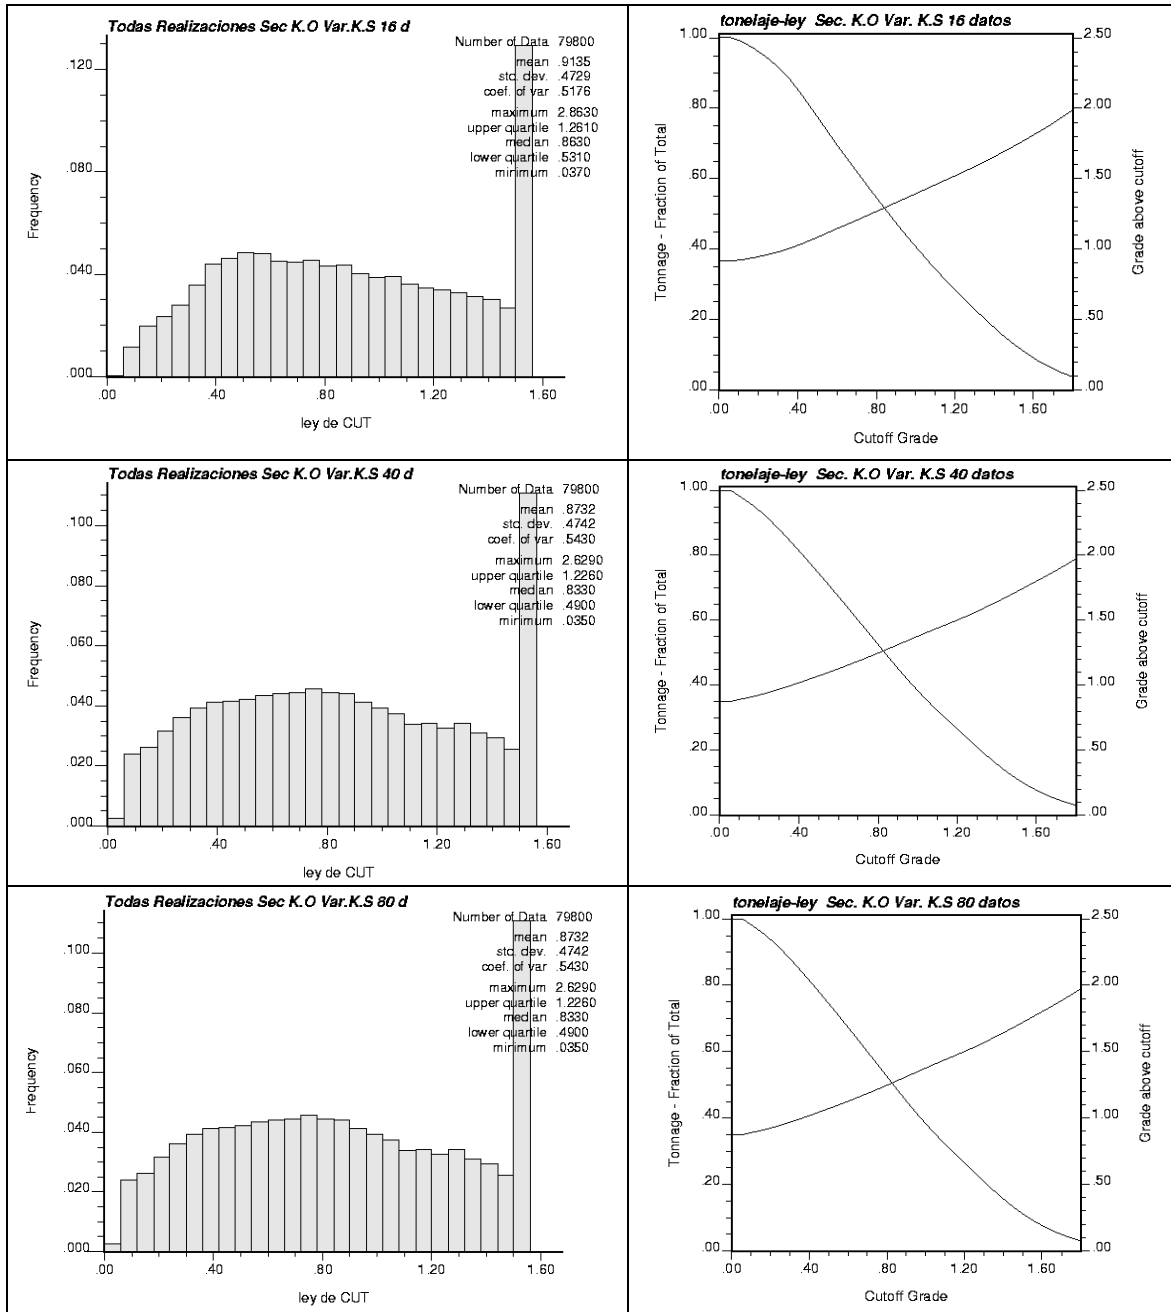 Todas Realizaciones Sec K.O Var.K.S 16 d
Number of Data 79800
mean .9135
std. dev. .4729
coef. of var .5176
maximum 2.8630
upper quartile 1.2610
median .8630
lower quartile .5310
minimum .0370
Frequency
.120
.080
.040
.000
.00 .40 .80 1.20 1.60
ley de CUT
tonelaje-ley Sec. K.O Var. K.S 16 datos
Tonnage - Fraction of Total
1.00
.80
.60
.40
.20
.00
2.50
2.00
1.50
1.00
.50
.00
Grade above cutoff
.00 .40 .80 1.20 1.60
Cutoff Grade
Todas Realizaciones Sec K.O Var.K.S 40 d
Number of Data 79800
mean .8732
std. dev. .4742
coef. of var .5430
maximum 2.6290
upper quartile 1.2260
median .8330
lower quartile .4900
minimum .0350
Frequency
.100
.080
.060
.040
.020
.000
.00 .40 .80 1.20 1.60
ley de CUT
tonelaje-ley Sec. K.O Var. K.S 40 datos
Tonnage - Fraction of Total
1.00
.80
.60
.40
.20
.00
2.50
2.00
1.50
1.00
.50
.00
Grade above cutoff
.00 .40 .80 1.20 1.60
Cutoff Grade
Todas Realizaciones Sec K.O Var.K.S 80 d
Number of Data 79800
mean .8732
std. dev. .4742
coef. of var .5430
maximum 2.6290
upper quartile 1.2260
median .8330
lower quartile .4900
minimum .0350
Frequency
.100
.080
.060
.040
.020
.000
.00 .40 .80 1.20 1.60
ley de CUT
tonelaje-ley Sec. K.O Var. K.S 80 datos
Tonnage - Fraction of Total
1.00
.80
.60
.40
.20
.00
2.50
2.00
1.50
1.00
.50
.00
Grade above cutoff
.00 .40 .80 1.20 1.60
Cutoff Grade